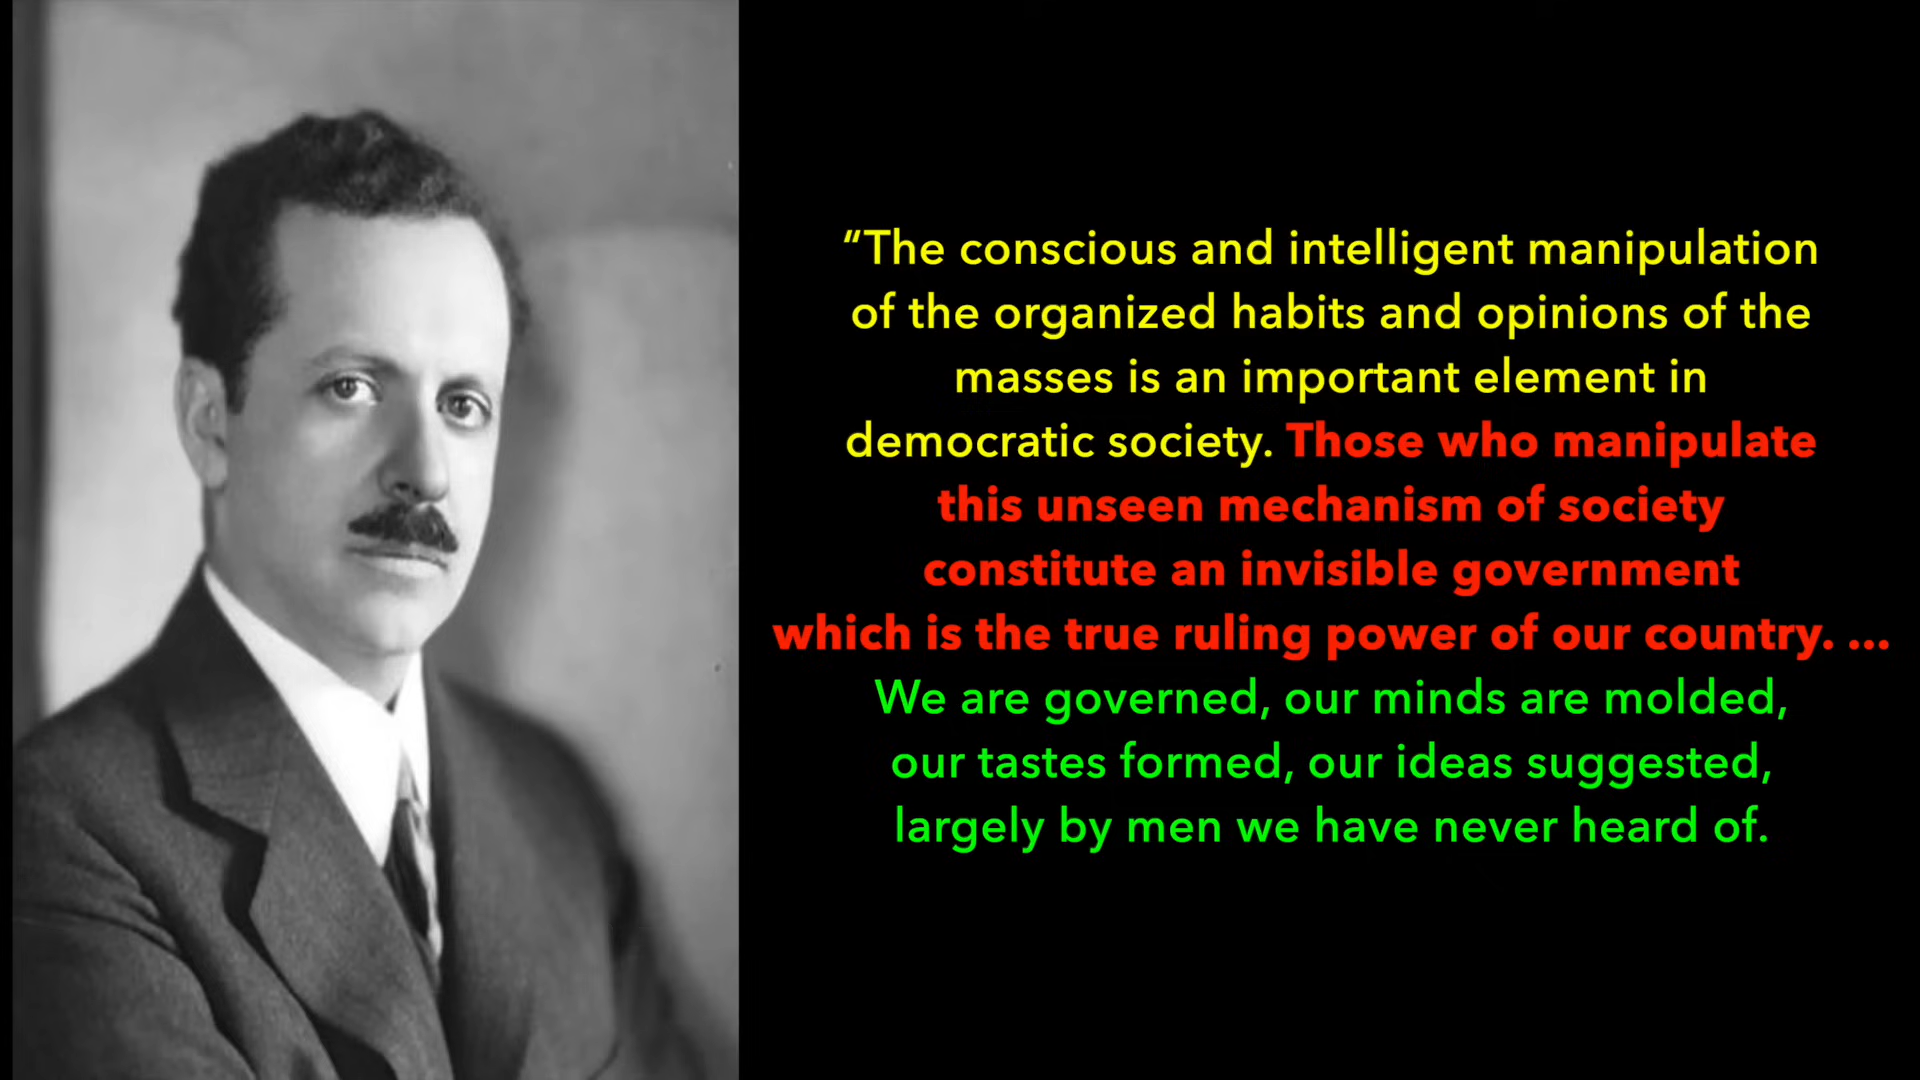 “The conscious and intelligent manipulation
of the organized habits and opinions of the
masses is an important element in
democratic society. Those who manipulate
this unseen mechanism of society
constitute an invisible government
which is the true ruling power of our country. ...
We are governed, our minds are molded,
our tastes formed, our ideas suggested,
largely by men we have never heard of.